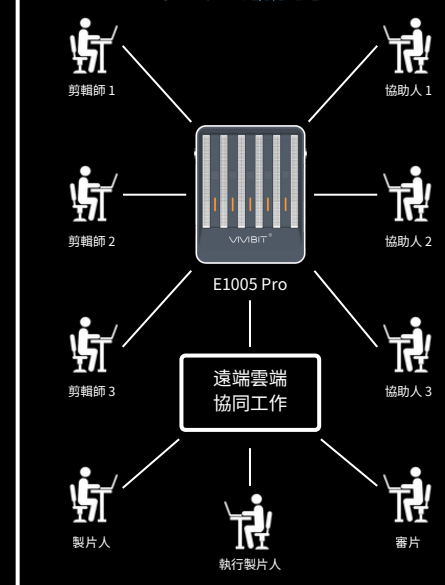 剪輯師 1
協助人 1
剪輯師 2
協助人 2
VIVIBIT®
E1005 Pro
剪輯師 3
協助人 3
遠端雲端
協同工作
製片人
執行製片人
審片